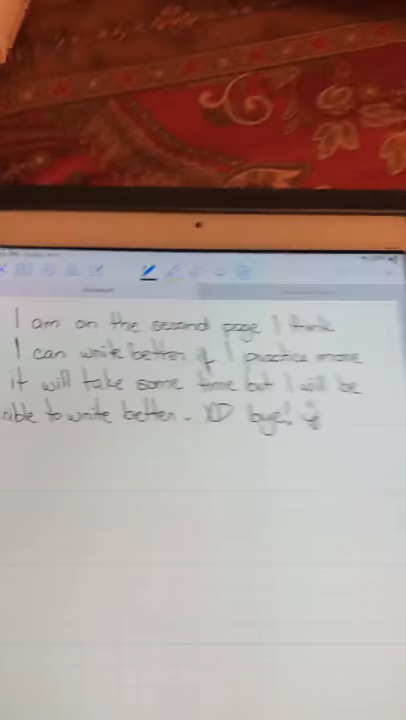 I am on the second page I think
I can write better if I practice more
it will take some time but I will be
able to write better. XD bye!